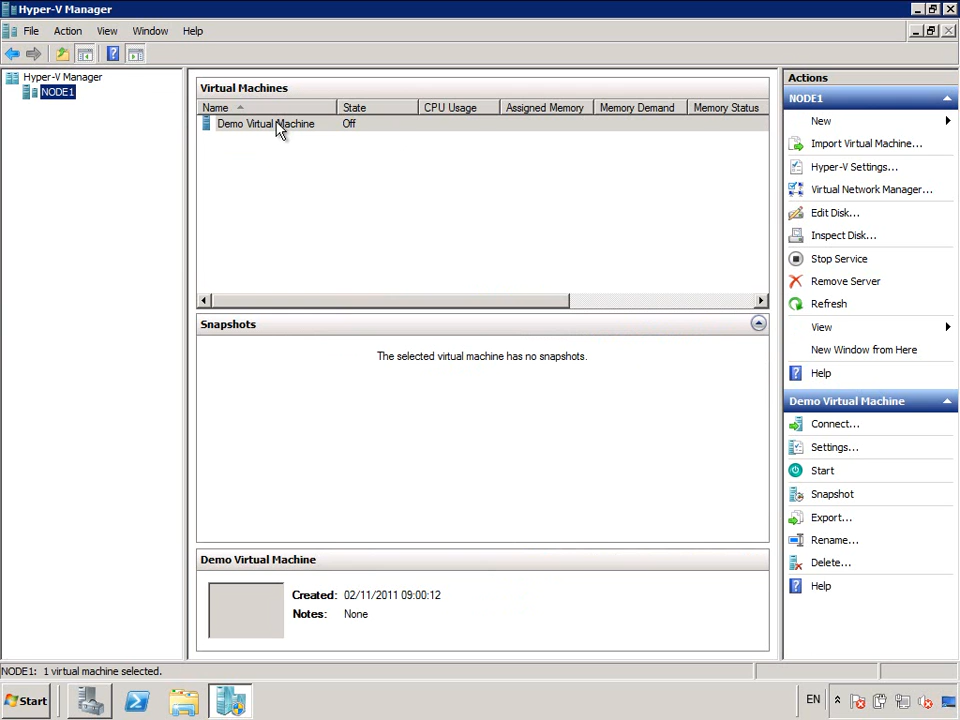 Hyper-V Manager
File Action View Window Help
Hyper-V Manager
NODE1
Virtual Machines
Name State CPU Usage Assigned Memory Memory Demand Memory Status
Demo Virtual Machine Off
Snapshots
The selected virtual machine has no snapshots.
Demo Virtual Machine
Created: 02/11/2011 09:00:12
Notes: None
Actions
NODE1
New
Import Virtual Machine...
Hyper-V Settings...
Virtual Network Manager...
Edit Disk...
Inspect Disk...
Stop Service
Remove Server
Refresh
View
New Window from Here
Help
Demo Virtual Machine
Connect...
Settings...
Start
Snapshot
Export...
Rename...
Delete...
Help
NODE1: 1 virtual machine selected.
Start EN